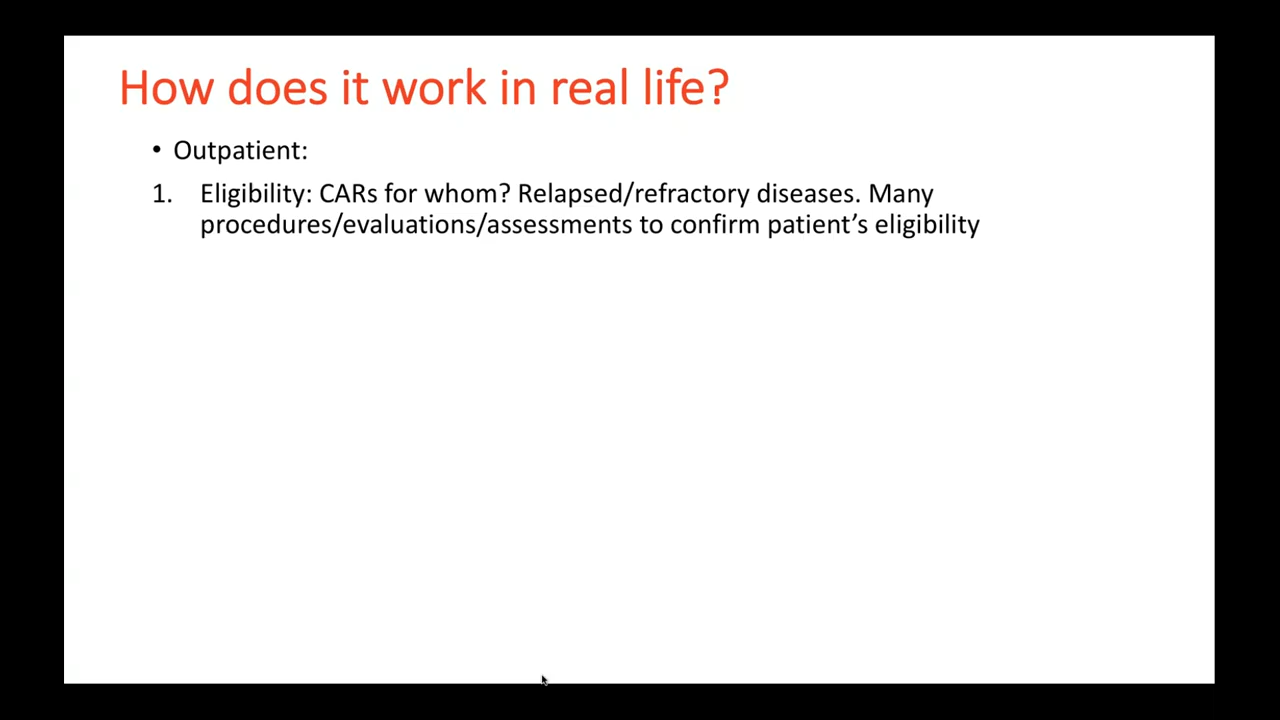 How does it work in real life?
• Outpatient:
1. Eligibility: CARs for whom? Relapsed/refractory diseases. Many
procedures/evaluations/assessments to confirm patient’s eligibility